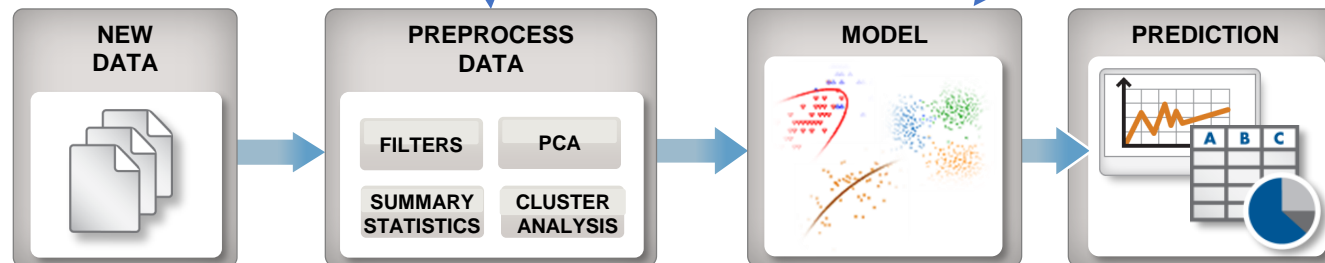 NEW
DATA
PREPROCESS
DATA
FILTERS
PCA
SUMMARY
STATISTICS
CLUSTER
ANALYSIS
MODEL
PREDICTION
A B C